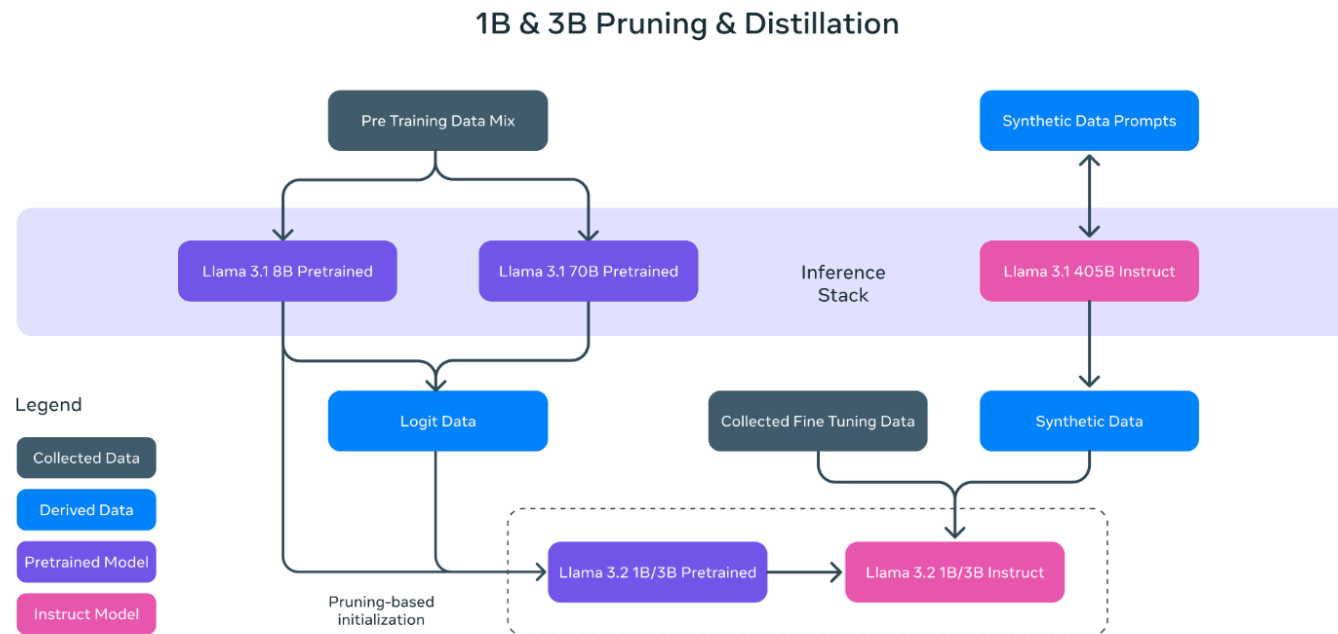 1B & 3B Pruning & Distillation
Pre Training Data Mix
Synthetic Data Prompts
Llama 3.1 8B Pretrained
Llama 3.1 70B Pretrained
Inference
Stack
Llama 3.1 405B Instruct
Legend
Logit Data
Collected Fine Tuning Data
Synthetic Data
Collected Data
Derived Data
Pretrained Model
Llama 3.2 1B/3B Pretrained
Llama 3.2 1B/3B Instruct
Instruct Model
Pruning-based
initialization